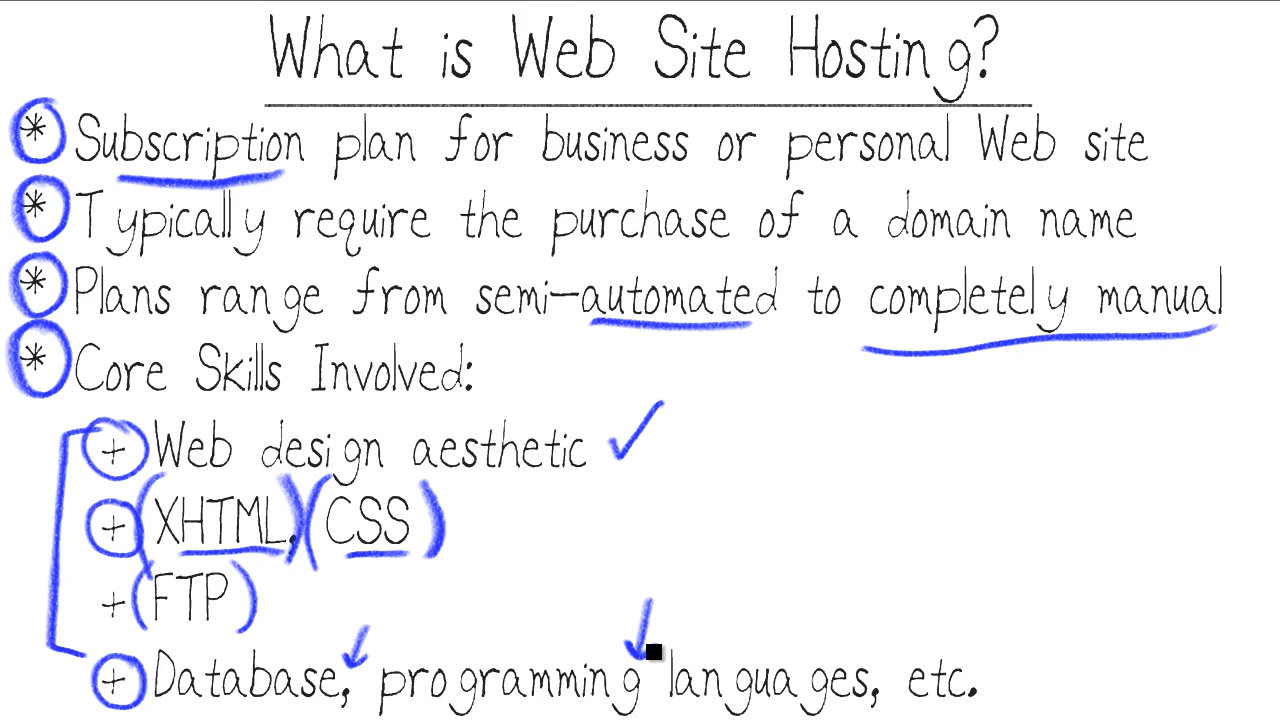 What is Web Site Hosting?
* Subscription plan for business or personal Web site
* Typically require the purchase of a domain name
* Plans range from semi-automated to completely manual
* Core Skills Involved:
+ Web design aesthetic
+ XHTML, CSS
+ FTP
+ Database, programming languages, etc.